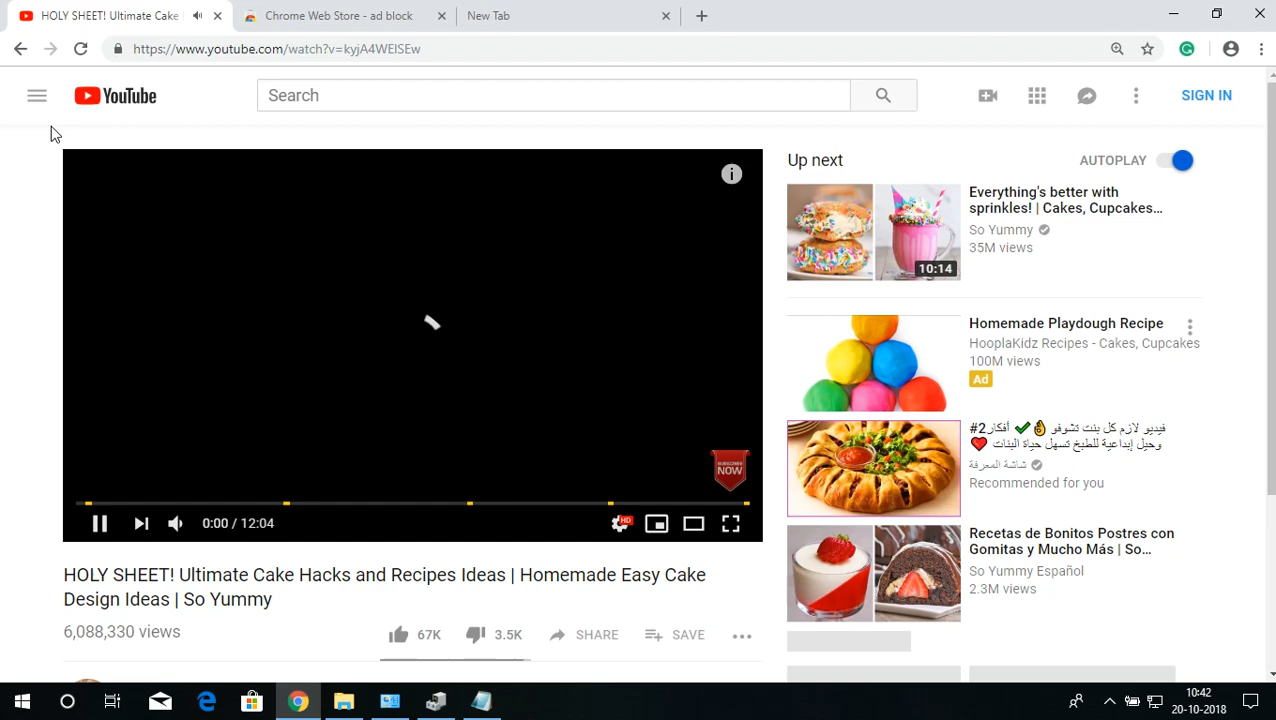 HOLY SHEET! Ultimate Cake
Chrome Web Store - ad block
New Tab
https://www.youtube.com/watch?v=kyjA4WElSEw
YouTube
Search
SIGN IN
Up next
AUTOPLAY
Everything's better with
sprinkles! | Cakes, Cupcakes...
So Yummy
35M views
10:14
Homemade Playdough Recipe
HooplaKidz Recipes - Cakes, Cupcakes
100M views
Ad
فيديو لازم كل بنت تشوفو 👌✔ أفكار2#
وحيل إبداعية للطبخ تسهل حياة البنات ❤
شاشة المعرفة
Recommended for you
Recetas de Bonitos Postres con
Gomitas y Mucho Más | So...
So Yummy Español
2.3M views
NOW
0:00 / 12:04
HD
HOLY SHEET! Ultimate Cake Hacks and Recipes Ideas | Homemade Easy Cake
Design Ideas | So Yummy
6,088,330 views
67K
3.5K
SHARE
SAVE
10:42
20-10-2018